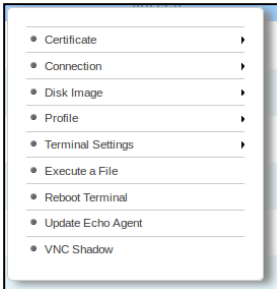 Certificate
Connection
Disk Image
Profile
Terminal Settings
Execute a File
Reboot Terminal
Update Echo Agent
VNC Shadow